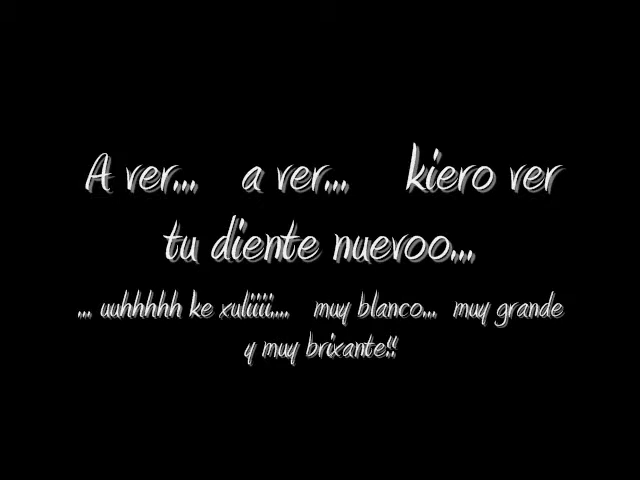 A ver... a ver... kiero ver
tu diente nuevoo...
... uuhhhhh ke xuliiii.... muy blanco... muy grande
y muy brixante!!